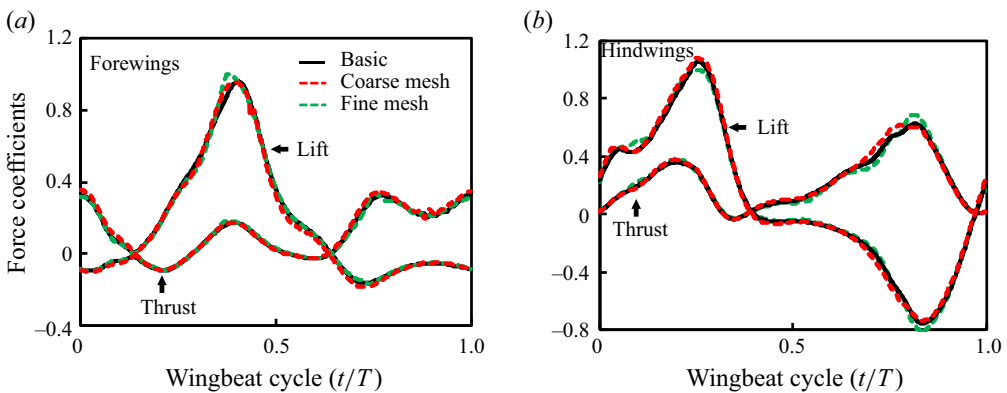 (a)
1.2
0.8
0.4
0
–0.4
Force coefficients
Forewings
Basic
Coarse mesh
Fine mesh
Lift
Thrust
0
0.5
1.0
Wingbeat cycle (t/T)
(b)
1.2
0.8
0.4
0
–0.4
–0.8
Hindwings
Lift
Thrust
0
0.5
1.0
Wingbeat cycle (t/T)